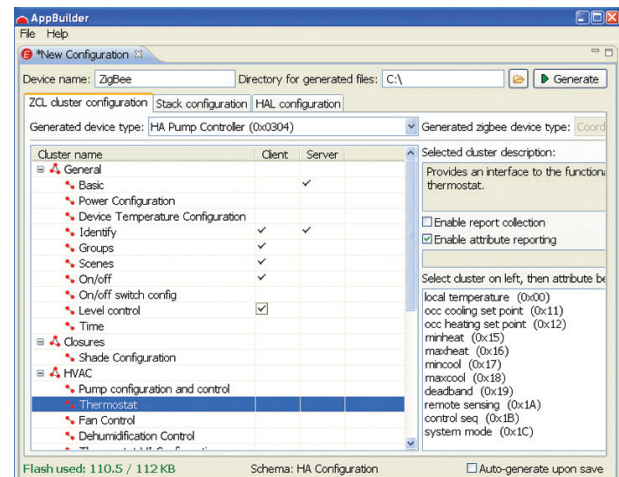 AppBuilder
File Help
*New Configuration
Device name: ZigBee Directory for generated files: C:\ Generate
ZCL cluster configuration Stack configuration HAL configuration
Generated device type: HA Pump Controller (0x0304) Generated zigbee device type: Coord
Cluster name Client Server
General
Basic
Power Configuration
Device Temperature Configuration
Identify
Groups
Scenes
On/off
On/off switch config
Level control
Time
Closures
Shade Configuration
HVAC
Pump configuration and control
Thermostat
Fan Control
Dehumidification Control
Selected cluster description:
Provides an interface to the functiona
thermostat.
Enable report collection
Enable attribute reporting
Select cluster on left, then attribute be
local temperature (0x00)
occ cooling set point (0x11)
occ heating set point (0x12)
minheat (0x15)
maxheat (0x16)
mincool (0x17)
maxcool (0x18)
deadband (0x19)
remote sensing (0x1A)
control seq (0x1B)
system mode (0x1C)
Flash used: 110.5 / 112 KB Schema: HA Configuration Auto-generate upon save